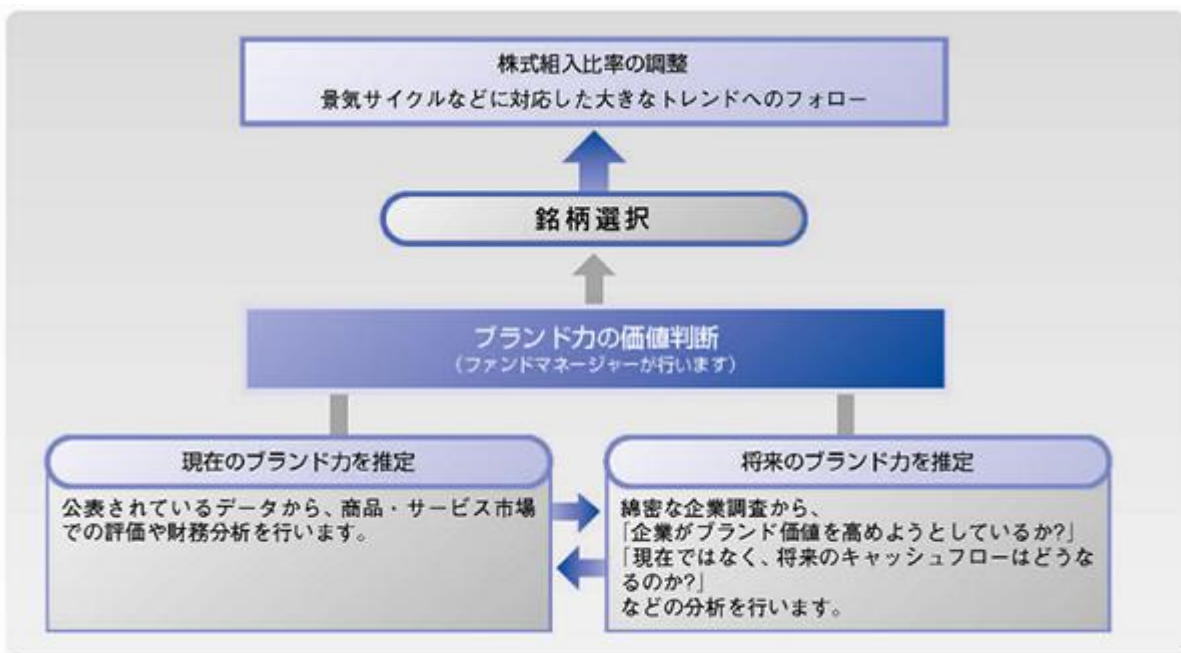 株式組入比率の調整
景気サイクルなどに対応した大きなトレンドへのフォロー
銘柄選択
ブランド力の価値判断
(ファンドマネージャーが行います)
現在のブランド力を推定
公表されているデータから、商品・サービス市場
での評価や財務分析を行います。
将来のブランド力を推定
綿密な企業調査から、
「企業がブランド価値を高めようとしているか?」
「現在ではなく、将来のキャッシュフローはどうな
るのか?」
などの分析を行います。